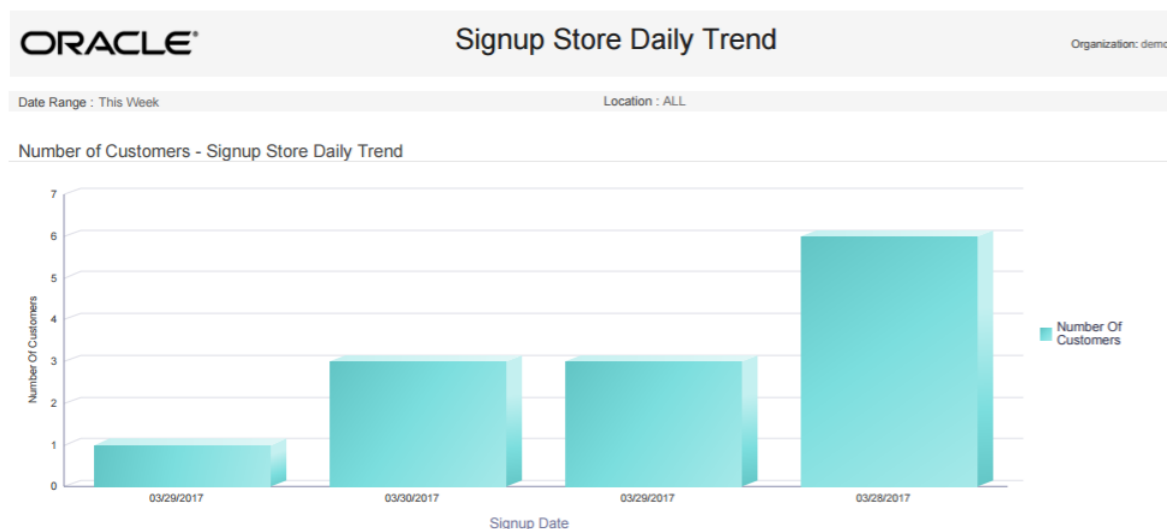 ORACLE®
Signup Store Daily Trend
Organization: demo
Date Range : This Week
Location : ALL
Number of Customers - Signup Store Daily Trend
7
6
5
4
3
2
1
0
Number Of Customers
03/29/2017
03/30/2017
03/29/2017
03/28/2017
Signup Date
Number Of
Customers